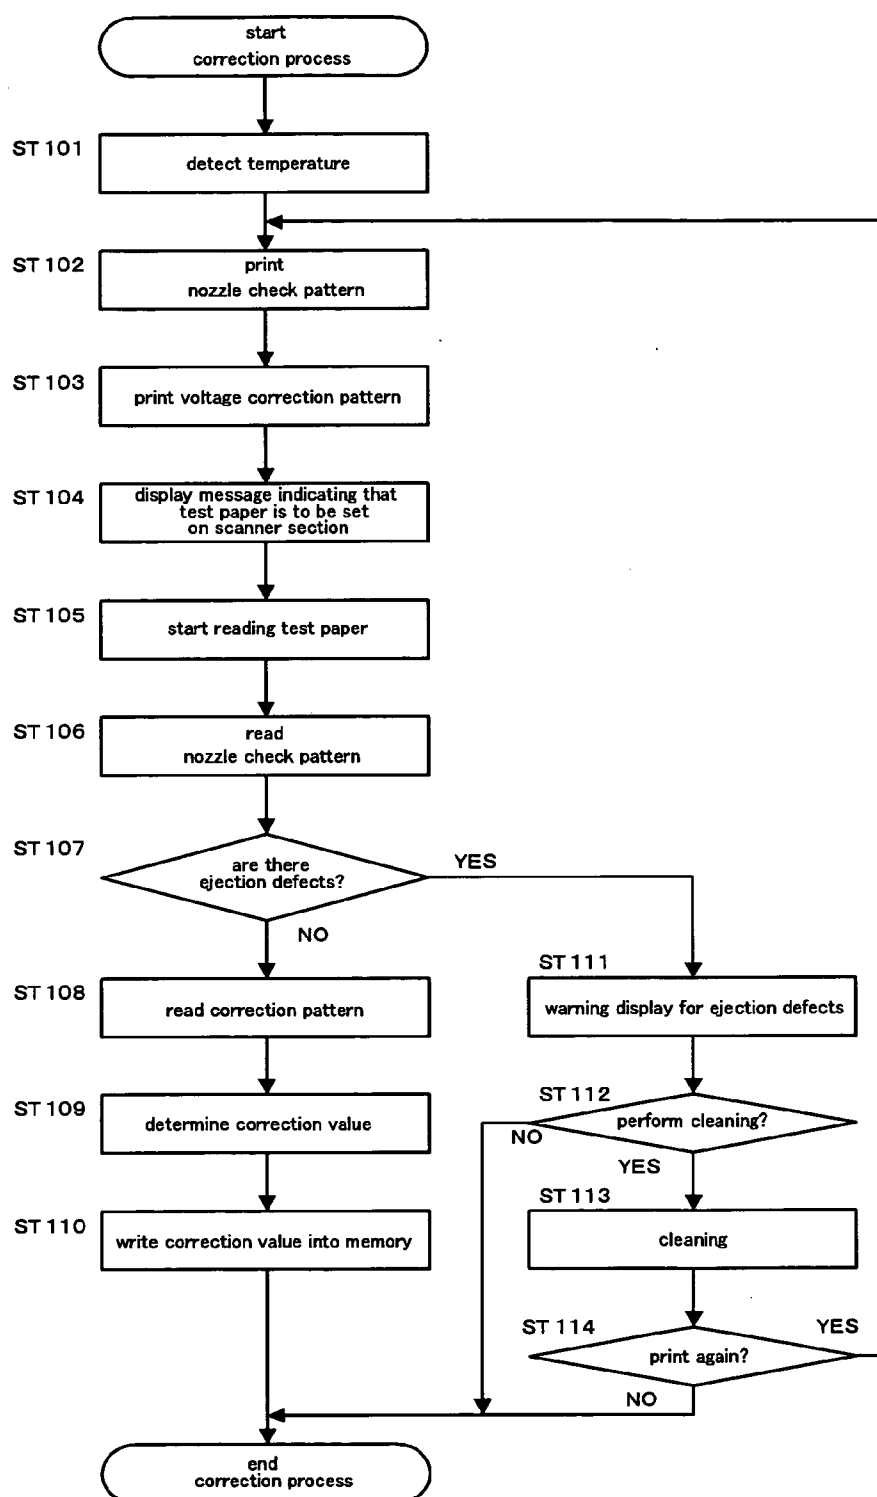 start
correction process
ST 101
detect temperature
ST 102
print
nozzle check pattern
ST 103
print voltage correction pattern
ST 104
display message indicating that
test paper is to be set
on scanner section
ST 105
start reading test paper
ST 106
read
nozzle check pattern
ST 107
are there
ejection defects?
YES
NO
ST 108
read correction pattern
ST 111
warning display for ejection defects
ST 109
determine correction value
ST 112
perform cleaning?
NO
YES
ST 110
write correction value into memory
ST 113
cleaning
ST 114
print again?
YES
NO
end
correction process